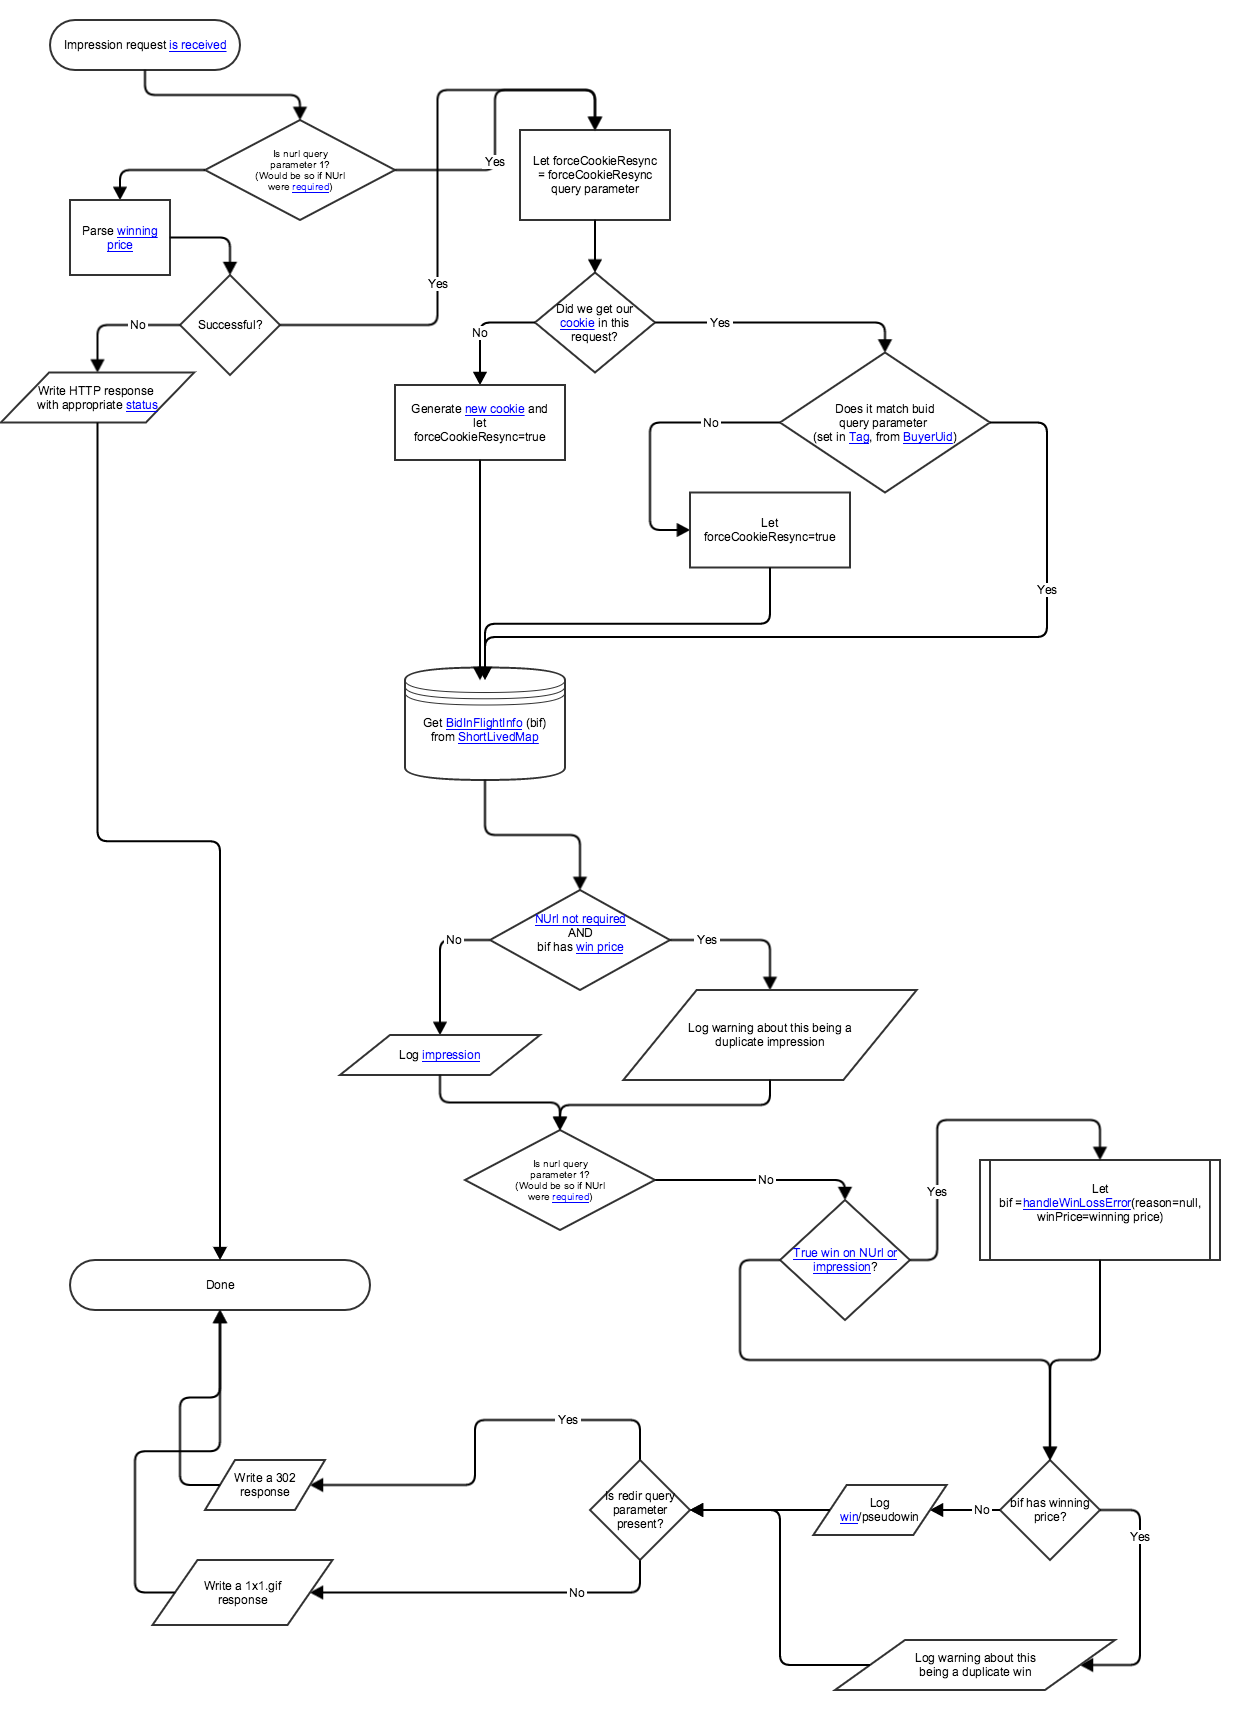 Impression request is received
Is nurl query
parameter 1?
(Would be so if NUrl
were required)
Yes
Let forceCookieResync
= forceCookieResync
query parameter
Parse winning
price
Yes
Successful?
No
Write HTTP response
with appropriate status
Did we get our
cookie in this
request?
No
Yes
Generate new cookie and
let
forceCookieResync=true
Does it match buid
query parameter
(set in Tag, from BuyerUid)
No
Let
forceCookieResync=true
Yes
Get BidInFlightInfo (bif)
from ShortLivedMap
NUrl not required
AND
bif has win price
No
Yes
Log warning about this being a
duplicate impression
Log impression
Is nurl query
parameter 1?
(Would be so if NUrl
were required)
No
Yes
Let
bif =handleWinLossError(reason=null,
winPrice=winning price)
True win on NUrl or
impression?
Done
Yes
Write a 302
response
Is redir query
parameter
present?
Log
win/pseudowin
No
bif has winning
price?
Yes
Write a 1x1.gif
response
No
Log warning about this
being a duplicate win